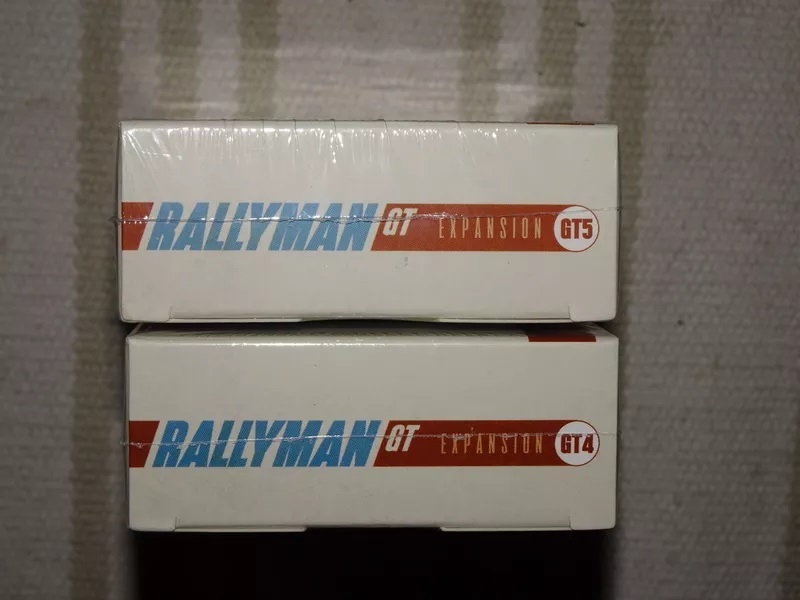 RALLYMAN GT EXPANSION GT5
RALLYMAN GT EXPANSION GT4